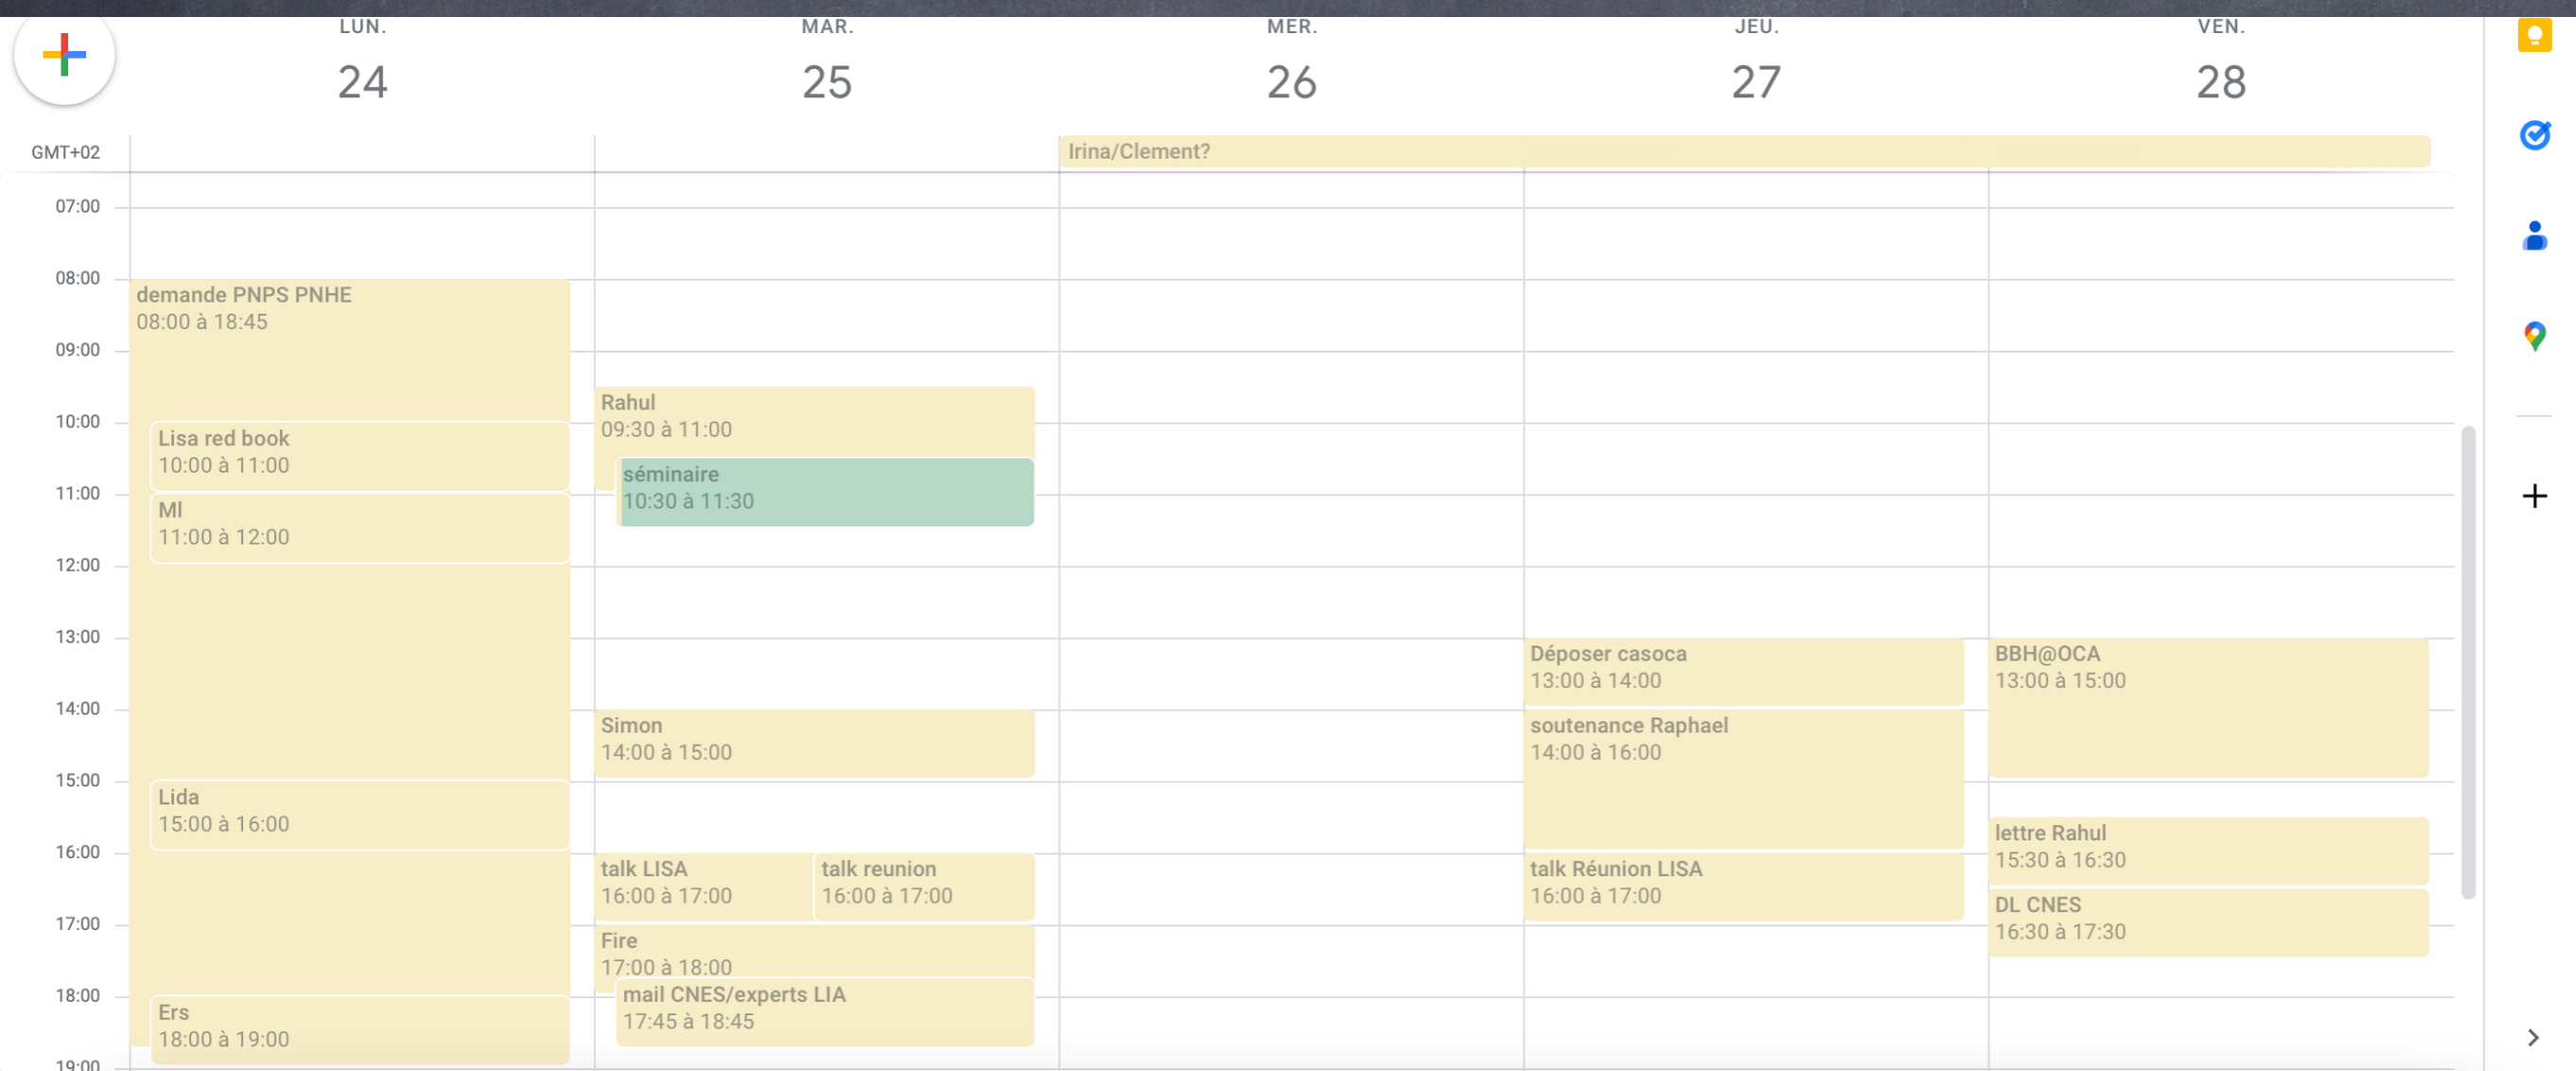 LUN.
24
MAR.
25
MER.
26
JEU.
27
VEN.
28
GMT+02
Irina/Clement?
07:00
08:00
09:00
10:00
11:00
12:00
13:00
14:00
15:00
16:00
17:00
18:00
19:00
demande PNPS PNHE
08:00 à 18:45
Lisa red book
10:00 à 11:00
Ml
11:00 à 12:00
Lida
15:00 à 16:00
Ers
18:00 à 19:00
Rahul
09:30 à 11:00
séminaire
10:30 à 11:30
Simon
14:00 à 15:00
talk LISA
16:00 à 17:00
talk reunion
16:00 à 17:00
Fire
17:00 à 18:00
mail CNES/experts LIA
17:45 à 18:45
Déposer casoca
13:00 à 14:00
soutenance Raphael
14:00 à 16:00
talk Réunion LISA
16:00 à 17:00
BBH@OCA
13:00 à 15:00
lettre Rahul
15:30 à 16:30
DL CNES
16:30 à 17:30